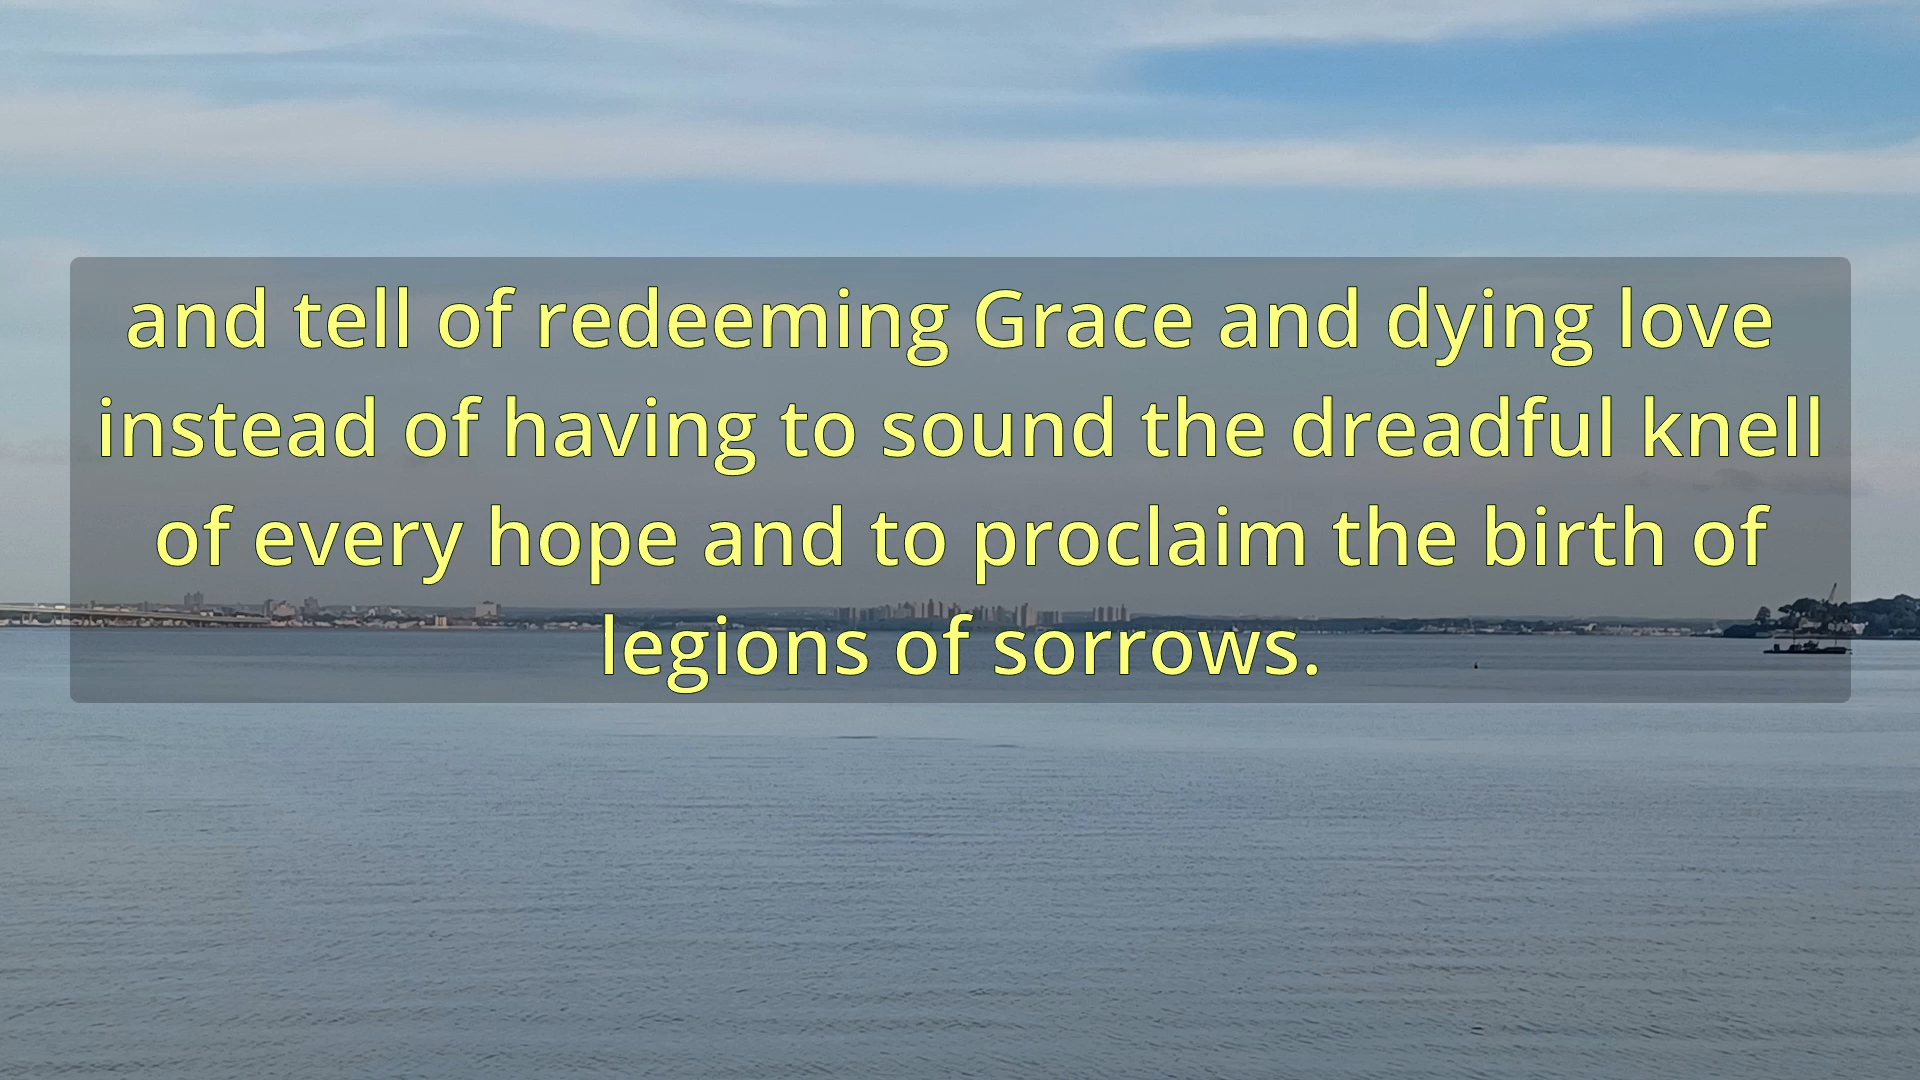 and tell of redeeming Grace and dying love
instead of having to sound the dreadful knell
of every hope and to proclaim the birth of
legions of sorrows.